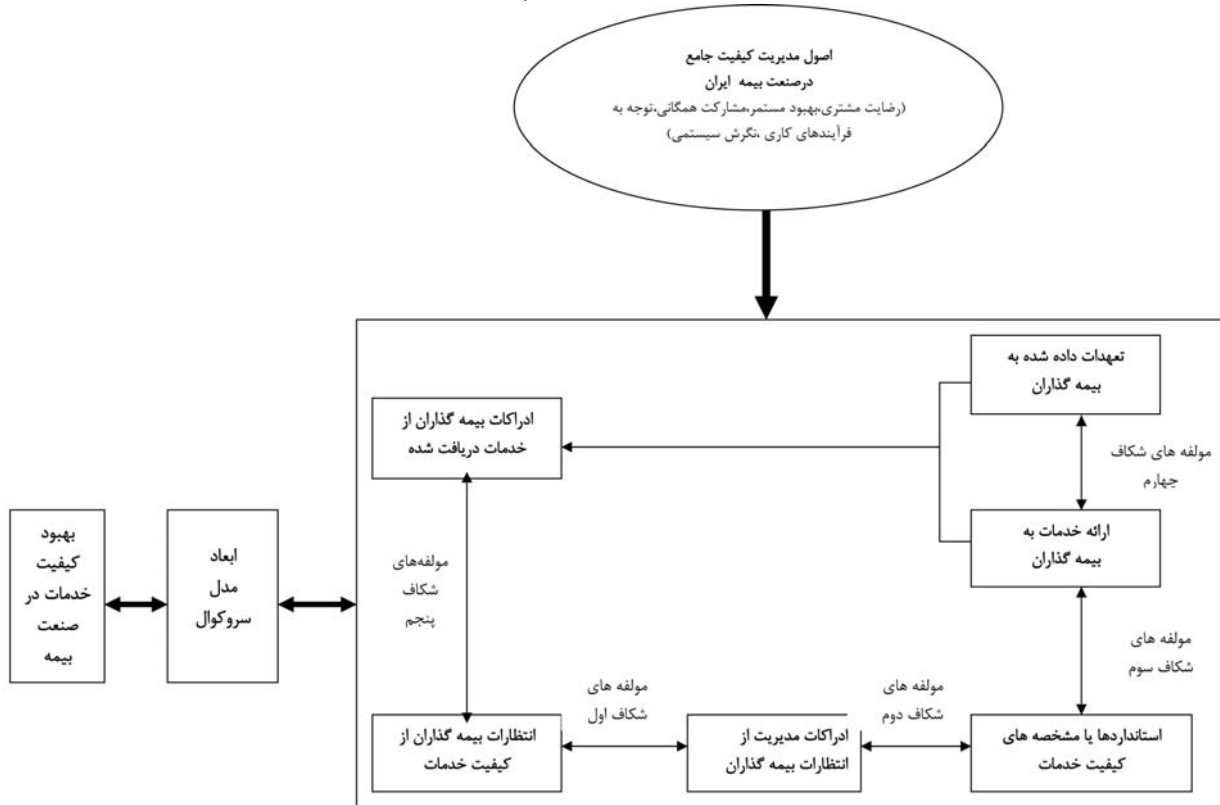 اصول مدیریت کیفیت جامع
درصنعت بیمه ایران
(رضایت مشتری،بهبود مستمر،مشارکت همگانی،توجه به
فرآیندهای کاری ،نگرش سیستمی)
تعهدات داده شده به
بیمه گذاران
ادراکات بیمه گذاران از
خدمات دریافت شده
مولفه های شکاف
چهارم
ارائه خدمات به
بیمه گذاران
مولفه‌های
شکاف
پنجم
ابعاد
مدل
سروکوال
بهبود
کیفیت
خدمات در
صنعت
بیمه
مولفه های
شکاف سوم
مولفه های
شکاف دوم
مولفه های
شکاف اول
استانداردها یا مشخصه های
کیفیت خدمات
ادراکات مدیریت از
انتظارات بیمه گذاران
انتظارات بیمه گذاران از
کیفیت خدمات